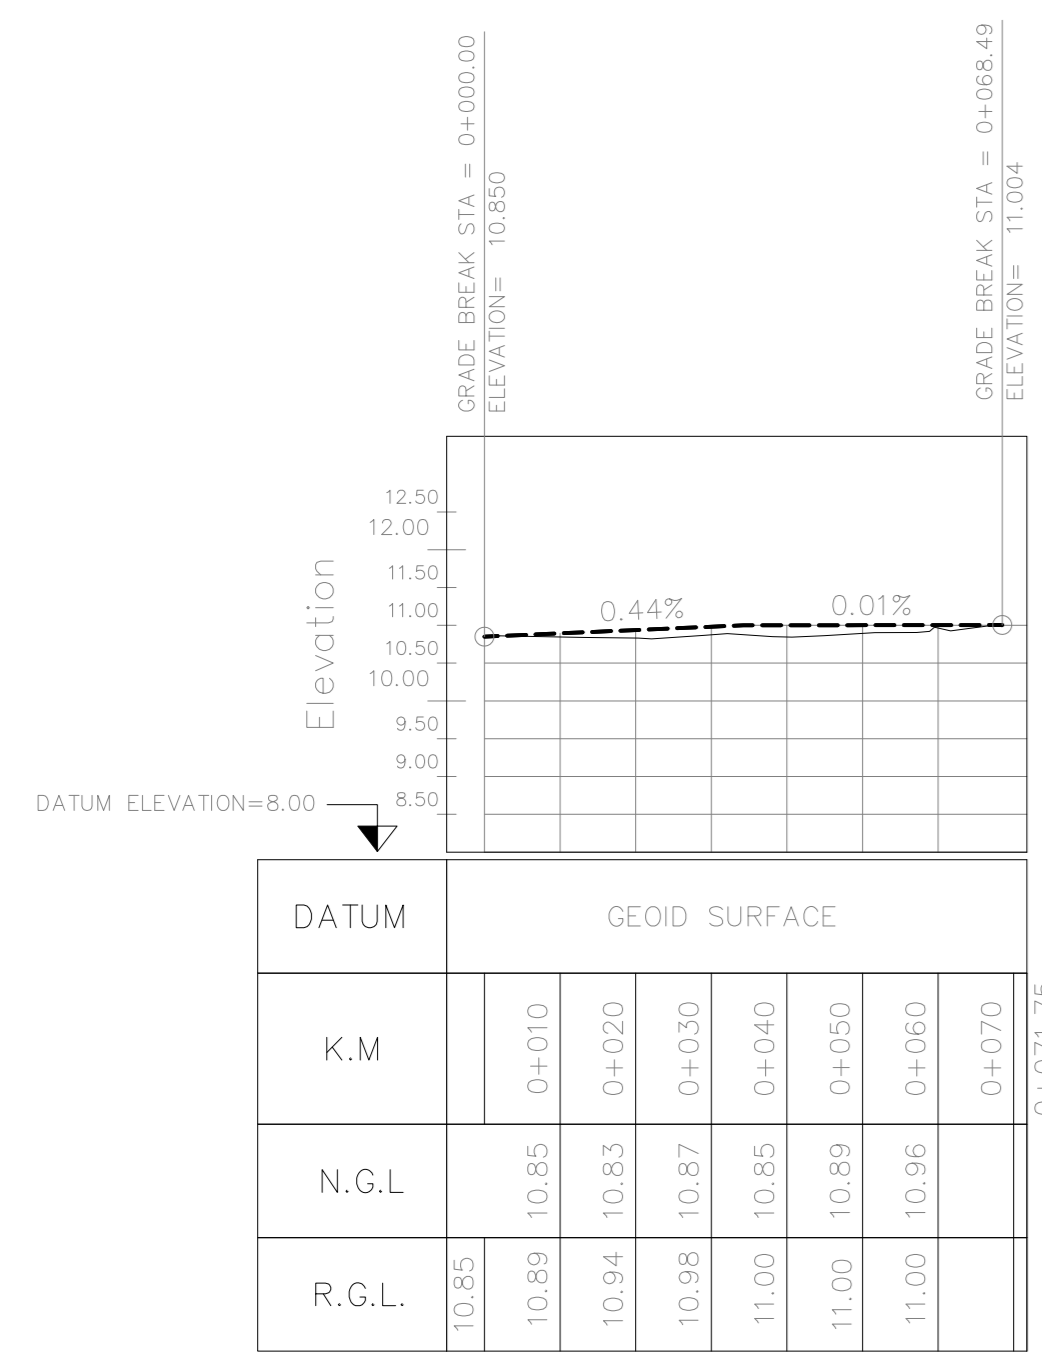 GRADE BREAK STA = 0+000.00
ELEVATION= 10.850
GRADE BREAK STA = 0+068.49
ELEVATION= 11.004
12.50
12.00
11.50
11.00
10.50
10.00
9.50
9.00
8.50
Elevation
0.44%
0.01%
DATUM ELEVATION=8.00
DATUM
GEOID SURFACE
K.M
0+010
0+020
0+030
0+040
0+050
0+060
0+070
N.G.L
10.85
10.83
10.87
10.85
10.89
10.96
R.G.L.
10.85
10.89
10.94
10.98
11.00
11.00
11.00